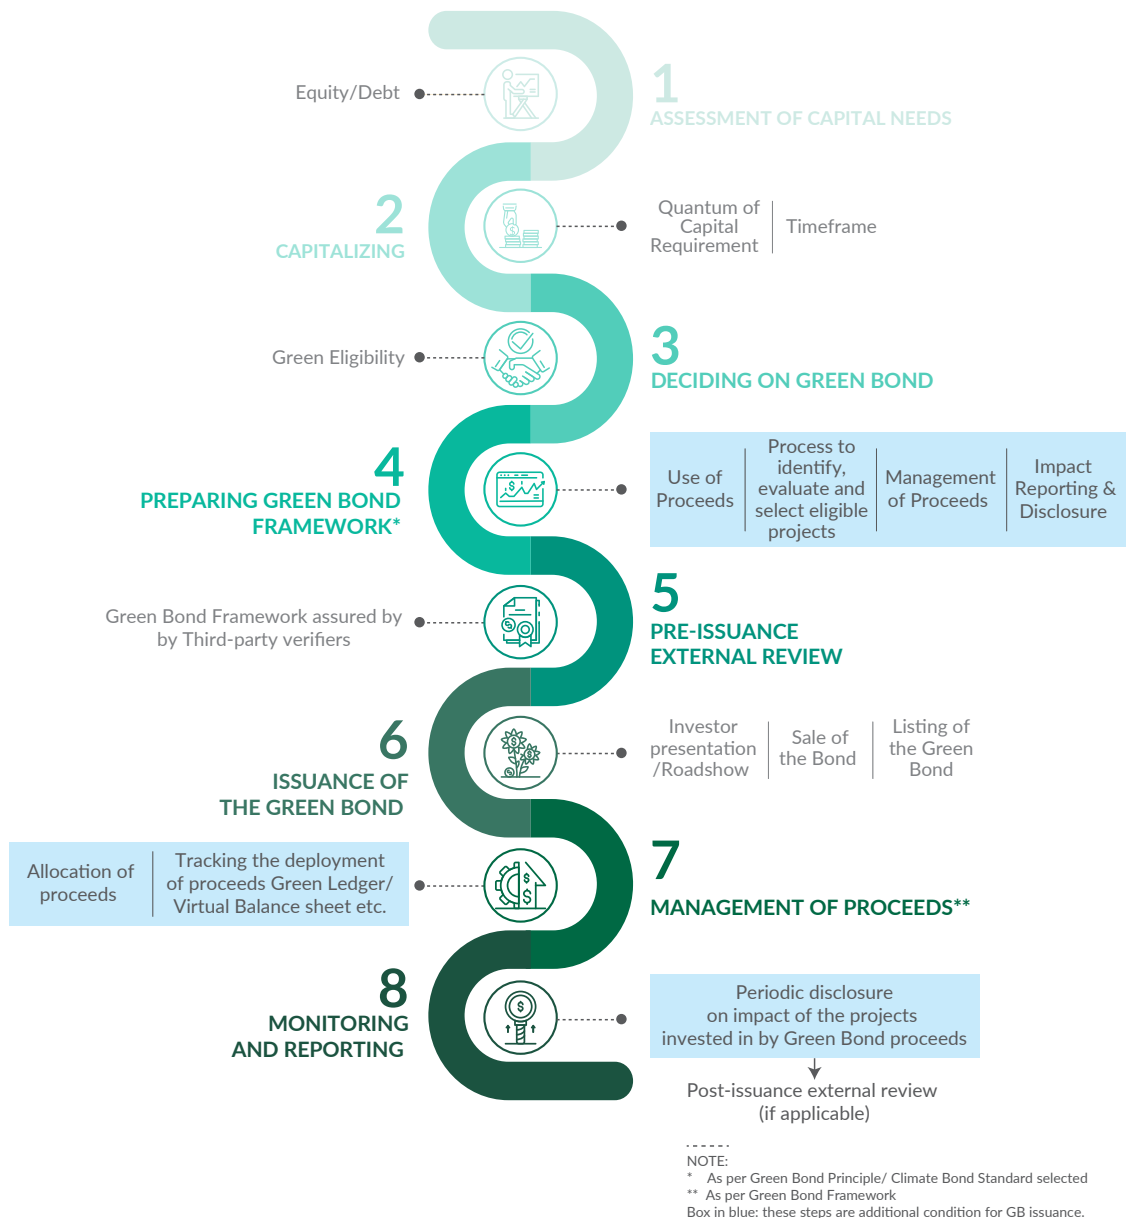 Equity/Debt
1
ASSESSMENT OF CAPITAL NEEDS
2
CAPITALIZING
Quantum of
Capital
Requirement
Timeframe
Green Eligibility
3
DECIDING ON GREEN BOND
4
PREPARING GREEN BOND
FRAMEWORK*
Use of
Proceeds
Process to
identify,
evaluate and
select eligible
projects
Management
of Proceeds
Impact
Reporting &
Disclosure
Green Bond Framework assured by
by Third-party verifiers
5
PRE-ISSUANCE
EXTERNAL REVIEW
6
ISSUANCE OF
THE GREEN BOND
Investor
presentation
/Roadshow
Sale of
the Bond
Listing of
the Green
Bond
Allocation of
proceeds
Tracking the deployment
of proceeds Green Ledger/
Virtual Balance sheet etc.
7
MANAGEMENT OF PROCEEDS**
8
MONITORING
AND REPORTING
Periodic disclosure
on impact of the projects
invested in by Green Bond proceeds
Post-issuance external review
(if applicable)
NOTE:
* As per Green Bond Principle/ Climate Bond Standard selected
** As per Green Bond Framework
Box in blue: these steps are additional condition for GB issuance.